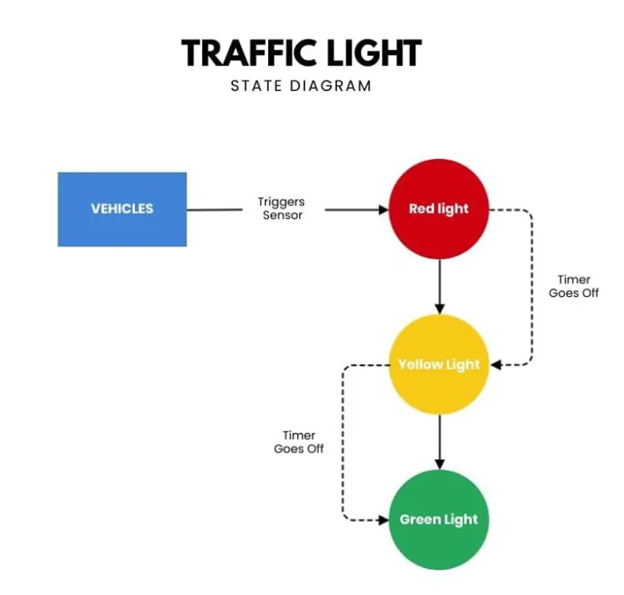 TRAFFIC LIGHT
STATE DIAGRAM
VEHICLES
Triggers
Sensor
Red light
Timer
Goes Off
Yellow Light
Timer
Goes Off
Green Light